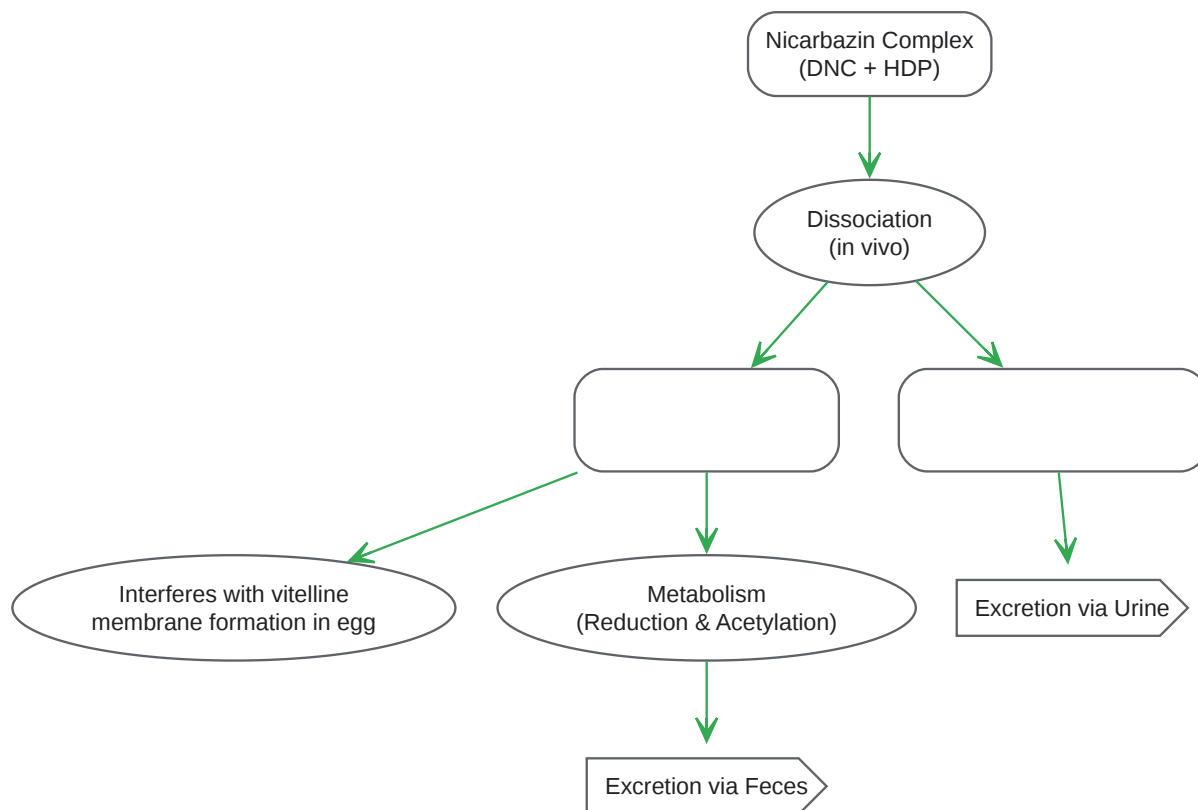 Nicarbazin Complex
(DNC + HDP)
Dissociation
(in vivo)
Interferes with vitelline
membrane formation in egg
Metabolism
(Reduction & Acetylation)
Excretion via Urine
Excretion via Feces